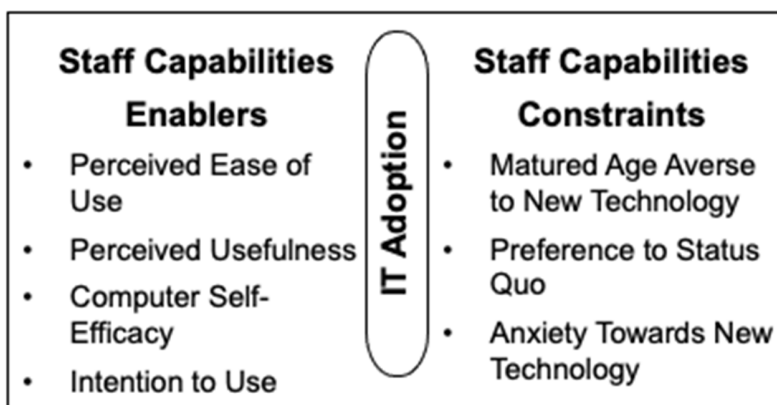 Staff Capabilities
Enablers
• Perceived Ease of
Use
• Perceived Usefulness
• Computer Self-
Efficacy
• Intention to Use
IT Adoption
Staff Capabilities
Constraints
• Matured Age Averse
to New Technology
• Preference to Status
Quo
• Anxiety Towards New
Technology